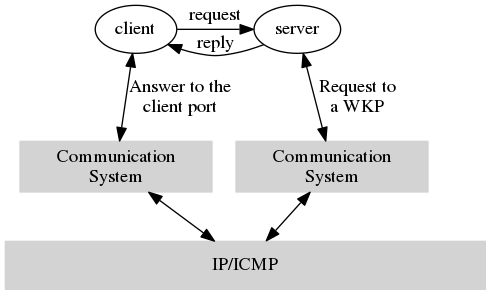 client
request
server
reply
Answer to the
client port
Request to
a WKP
Communication
System
Communication
System
IP/ICMP